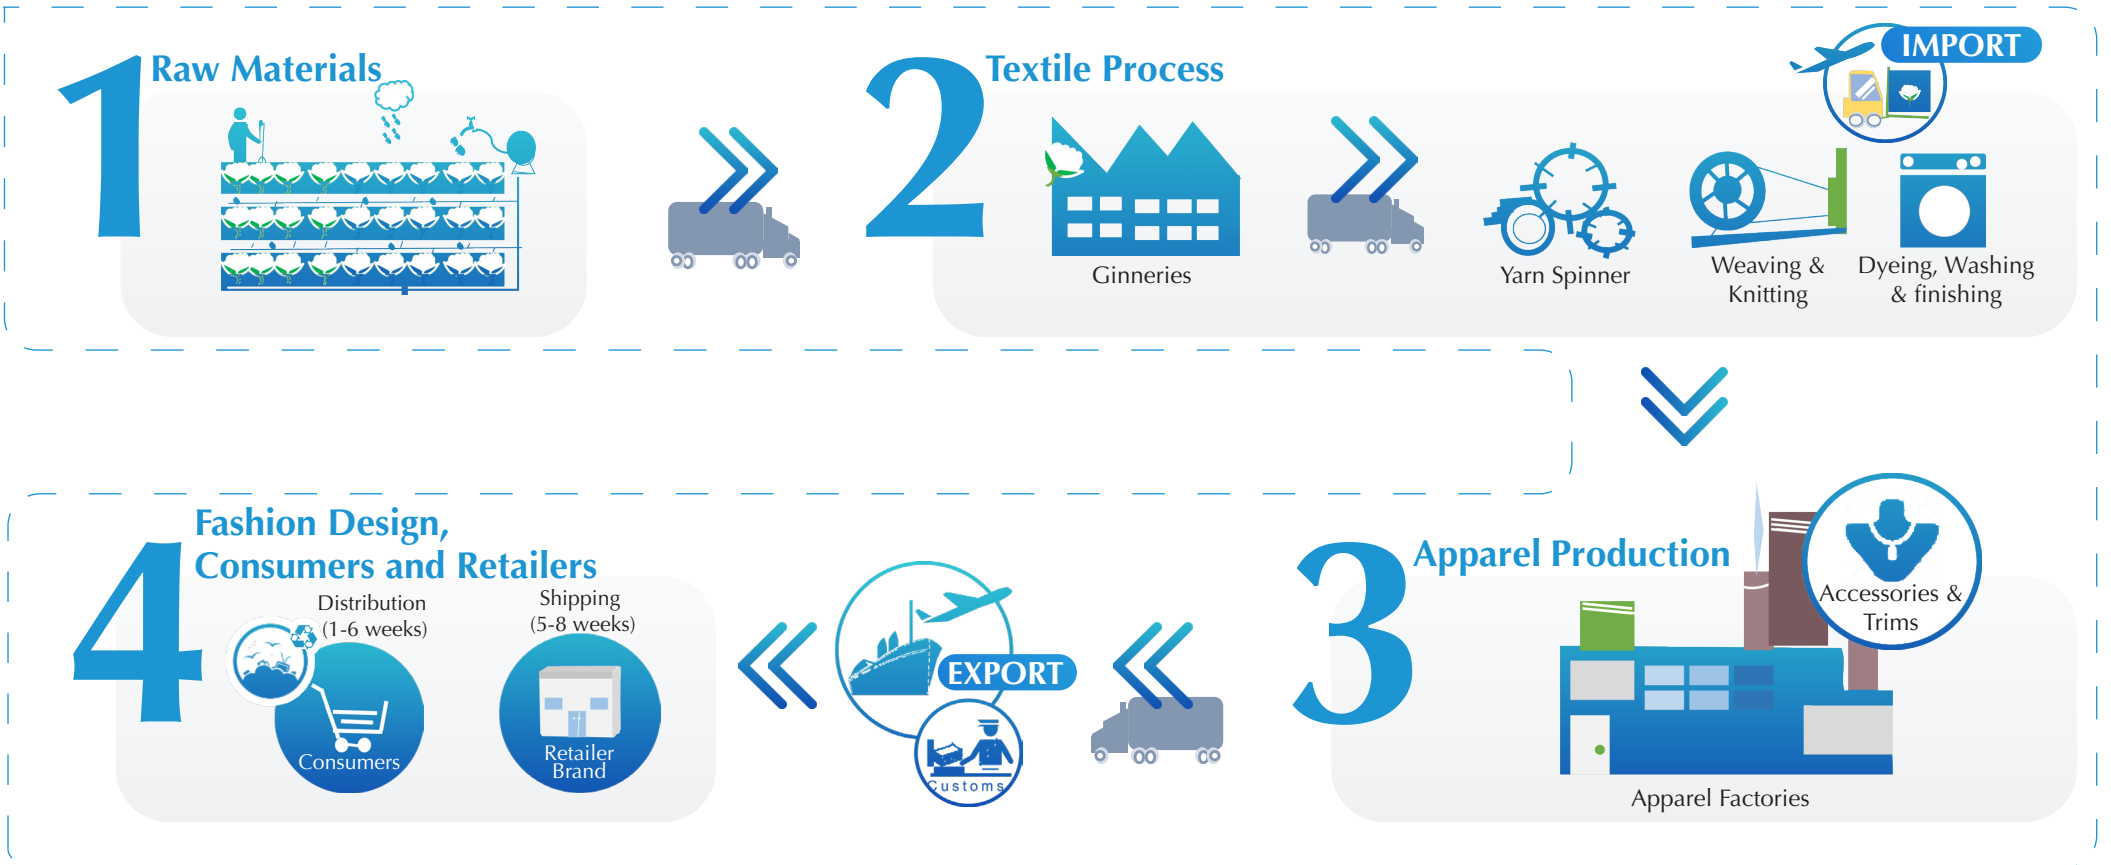 1
Raw Materials
2
Textile Process
IMPORT
Ginneries
Yarn Spinner
Weaving &
Knitting
Dyeing, Washing
& finishing
3
Apparel Production
Accessories &
Trims
Apparel Factories
EXPORT
Customs
4
Fashion Design,
Consumers and Retailers
Distribution
(1-6 weeks)
Consumers
Shipping
(5-8 weeks)
Retailer
Brand